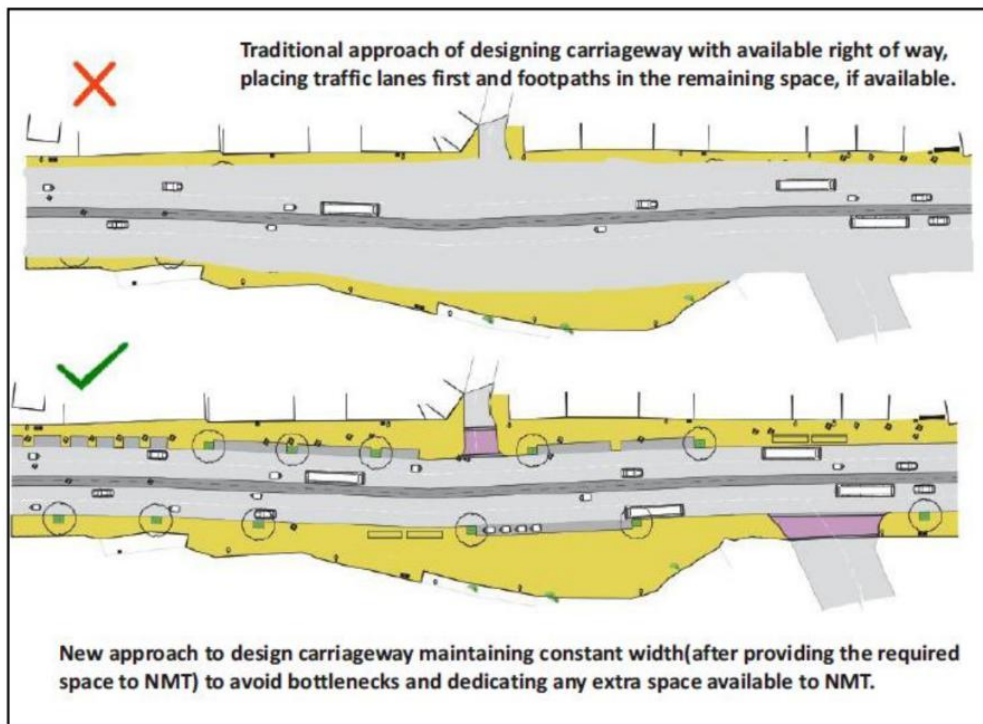 Traditional approach of designing carriageway with available right of way,
placing traffic lanes first and footpaths in the remaining space, if available.
New approach to design carriageway maintaining constant width(after providing the required
space to NMT) to avoid bottlenecks and dedicating any extra space available to NMT.